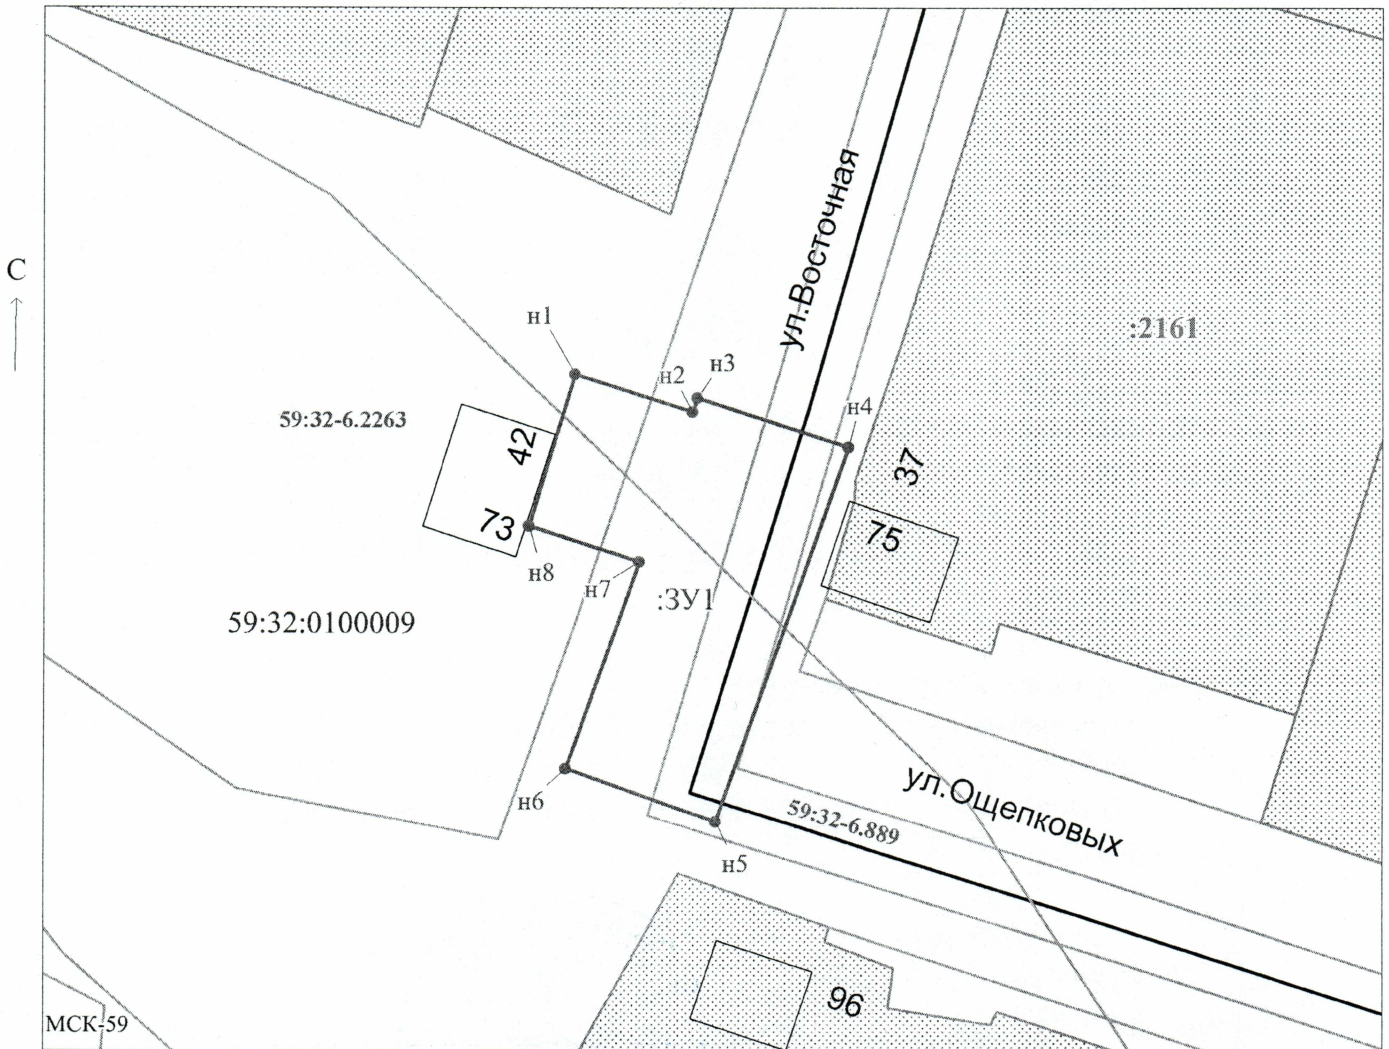 ул.Восточная
С
н1
н2
н3
н4
:2161
59:32-6.2263
42
37
73
75
н8
н7
:ЗУ1
59:32:0100009
н6
н5
59:32-6.889
ул.Ощепковых
96
МСК-59